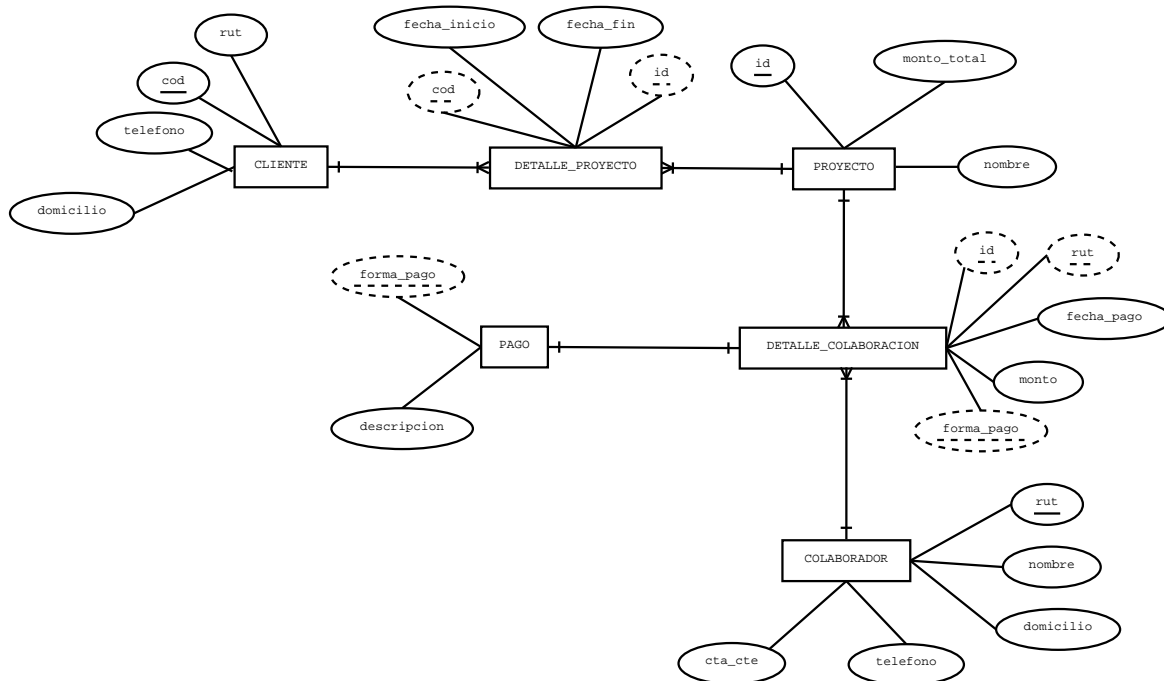 fecha_inicio
fecha_fin
rut
id
monto_total
id
cod
cod
telefono
CLIENTE
DETALLE_PROYECTO
PROYECTO
nombre
domicilio
id
rut
forma_pago
fecha_pago
PAGO
DETALLE_COLABORACION
monto
descripcion
forma_pago
rut
COLABORADOR
nombre
domicilio
cta_cte
telefono